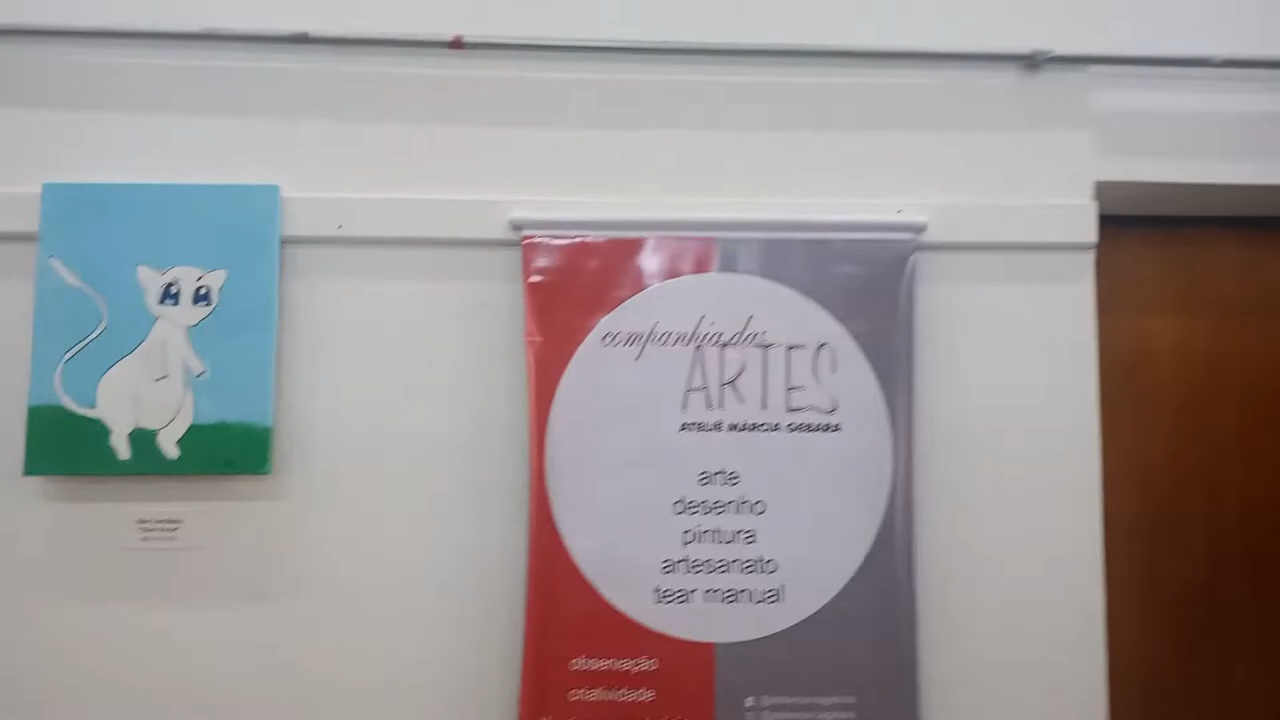 companhia das
ARTES
ATELIÊ MÁRCIA GEBARA
arte
desenho
pintura
artesanato
tear manual
observação
criatividade